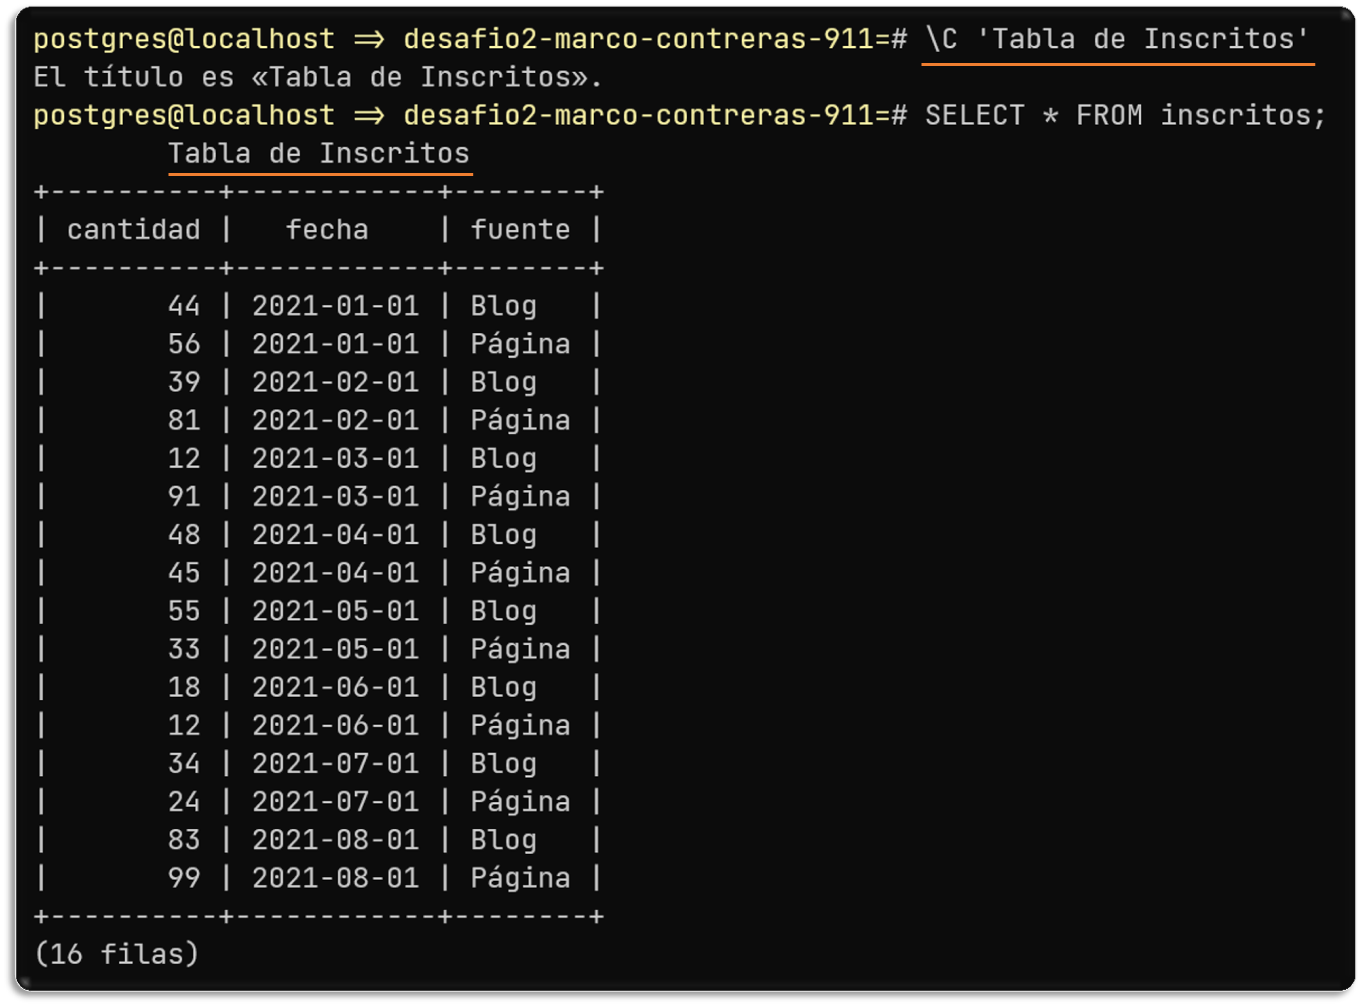 postgres@localhost => desafio2-marco-contreras-911=# \C 'Tabla de Inscritos'
El título es «Tabla de Inscritos».
postgres@localhost => desafio2-marco-contreras-911=# SELECT * FROM inscritos;
        Tabla de Inscritos
+----------+------------+--------+
| cantidad |   fecha    | fuente |
+----------+------------+--------+
|       44 | 2021-01-01 | Blog   |
|       56 | 2021-01-01 | Página |
|       39 | 2021-02-01 | Blog   |
|       81 | 2021-02-01 | Página |
|       12 | 2021-03-01 | Blog   |
|       91 | 2021-03-01 | Página |
|       48 | 2021-04-01 | Blog   |
|       45 | 2021-04-01 | Página |
|       55 | 2021-05-01 | Blog   |
|       33 | 2021-05-01 | Página |
|       18 | 2021-06-01 | Blog   |
|       12 | 2021-06-01 | Página |
|       34 | 2021-07-01 | Blog   |
|       24 | 2021-07-01 | Página |
|       83 | 2021-08-01 | Blog   |
|       99 | 2021-08-01 | Página |
+----------+------------+--------+
(16 filas)